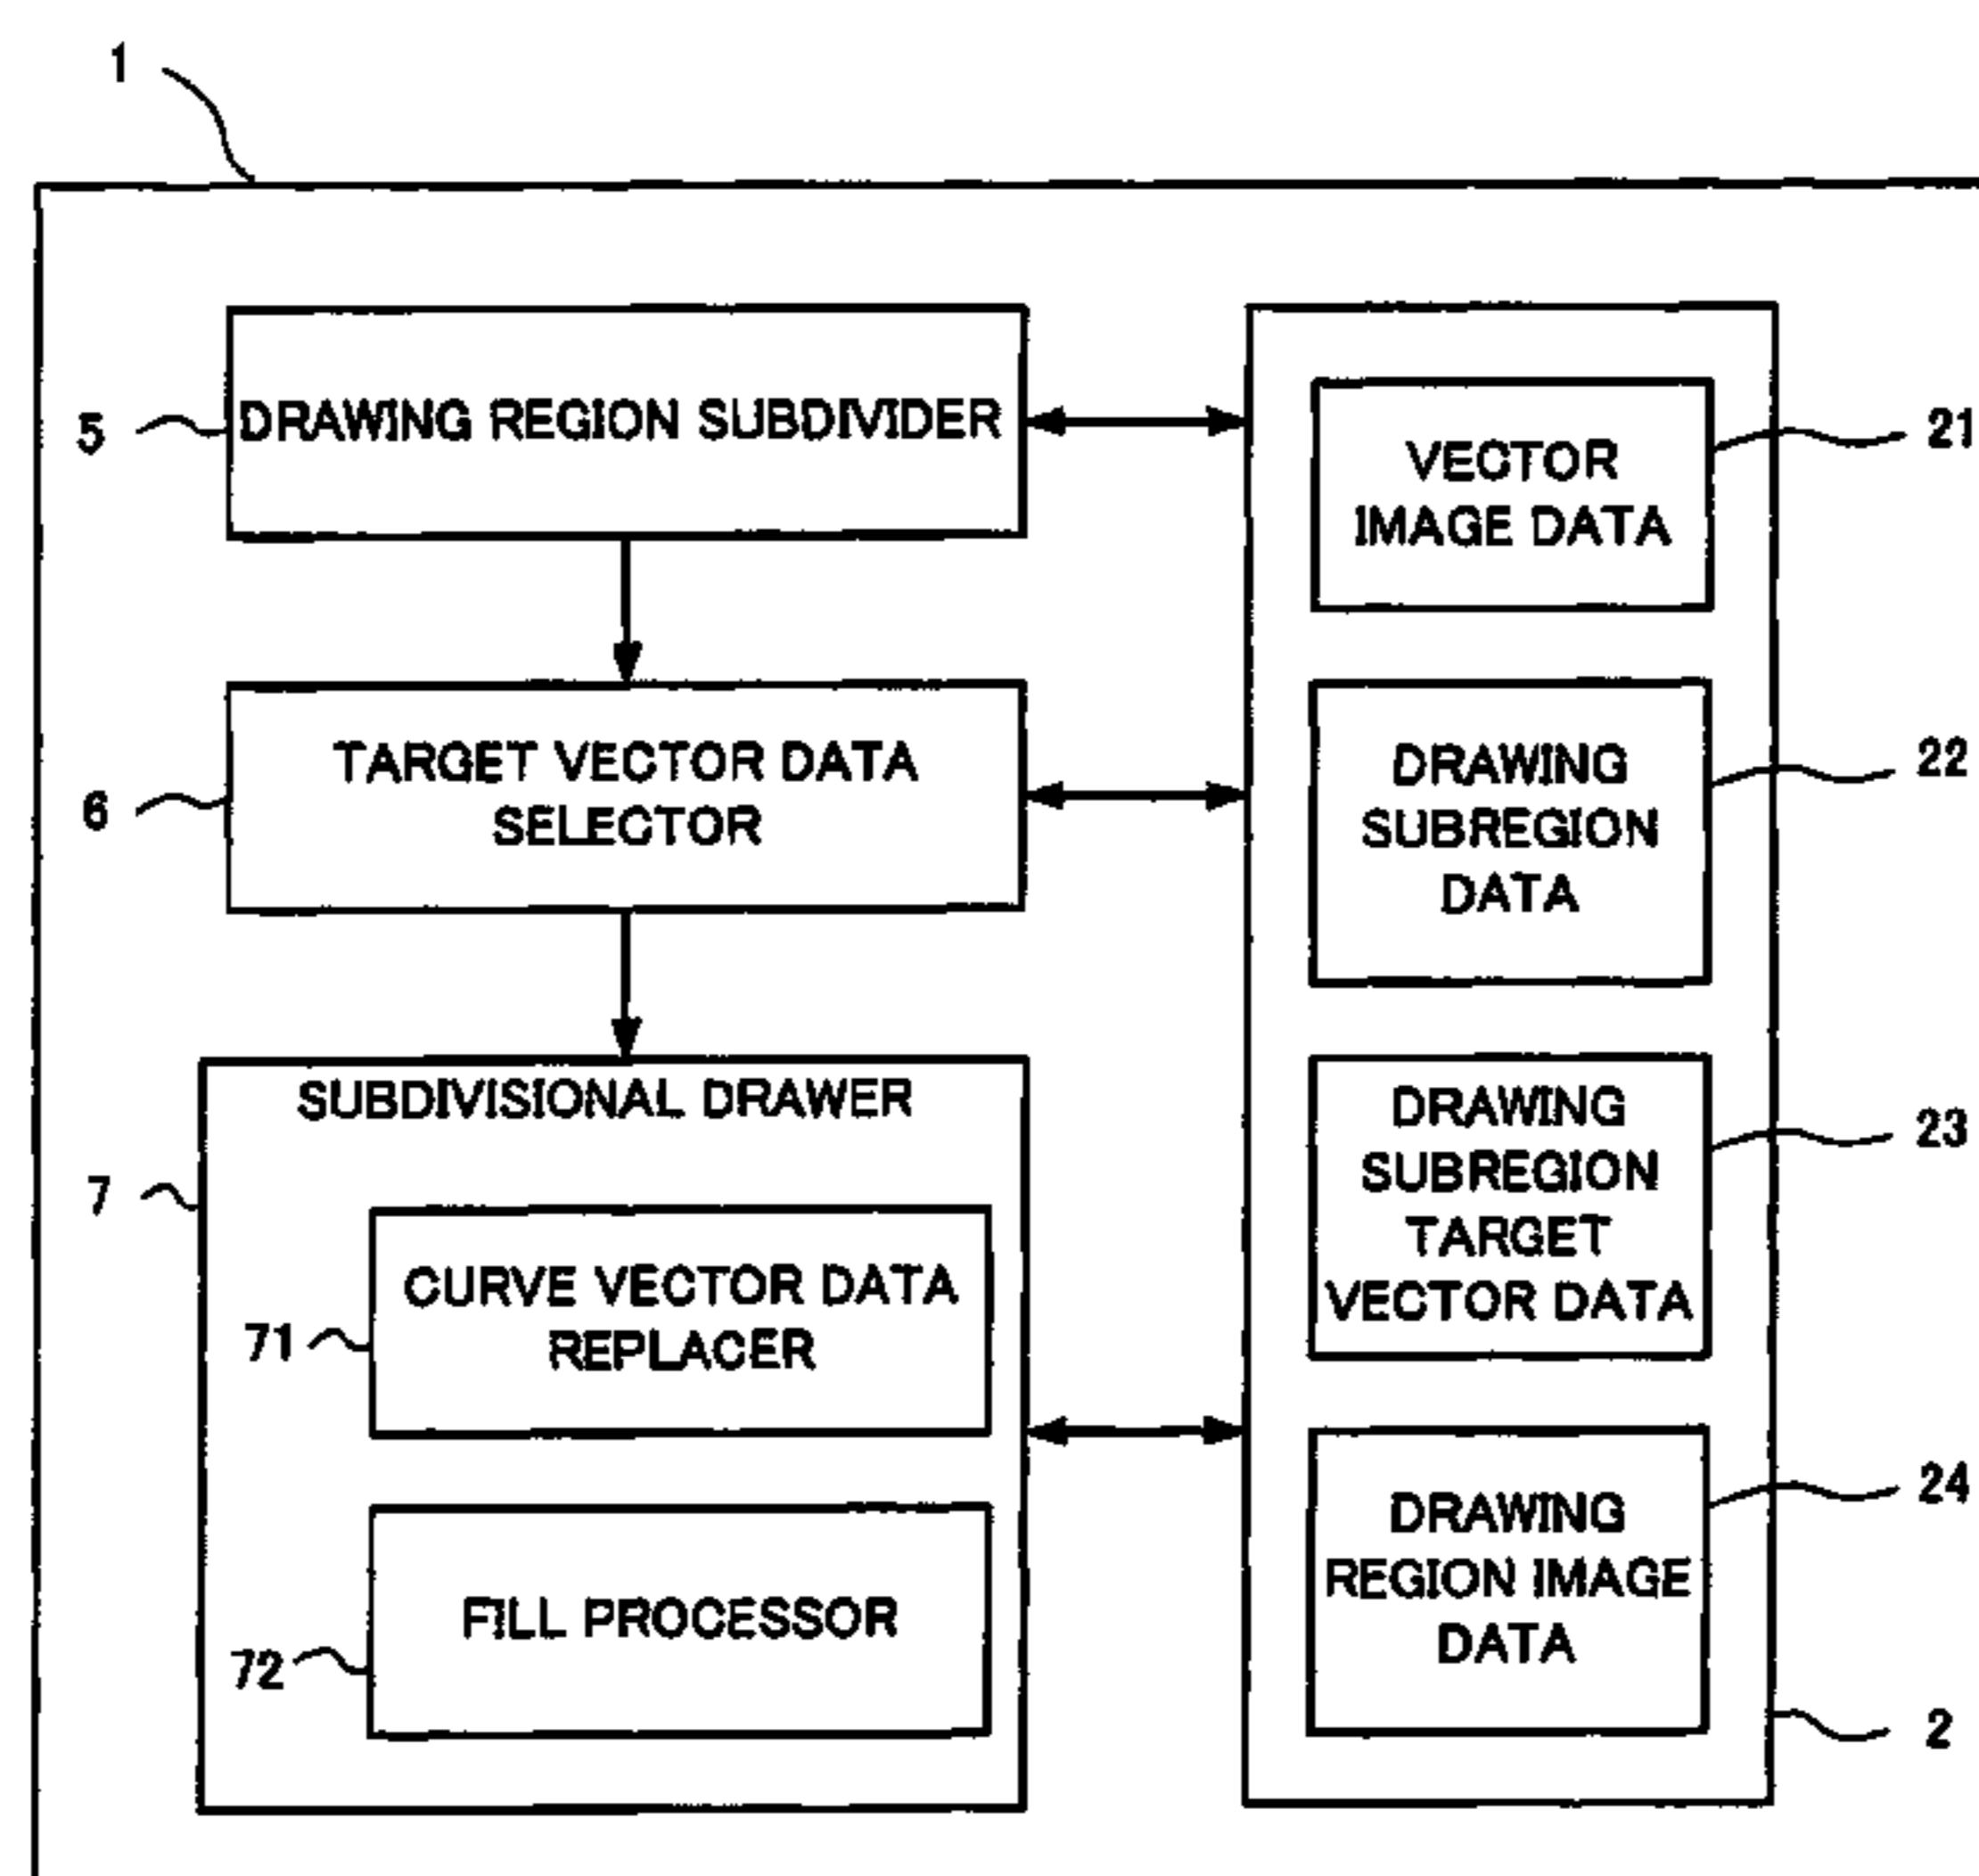 1
5
DRAWING REGION SUBDIVIDER
6
TARGET VECTOR DATA
SELECTOR
7
SUBDIVISIONAL DRAWER
71
CURVE VECTOR DATA
REPLACER
72
FILL PROCESSOR
VECTOR
IMAGE DATA
21
DRAWING
SUBREGION
DATA
22
DRAWING
SUBREGION
TARGET
VECTOR DATA
23
DRAWING
REGION IMAGE
DATA
24
2